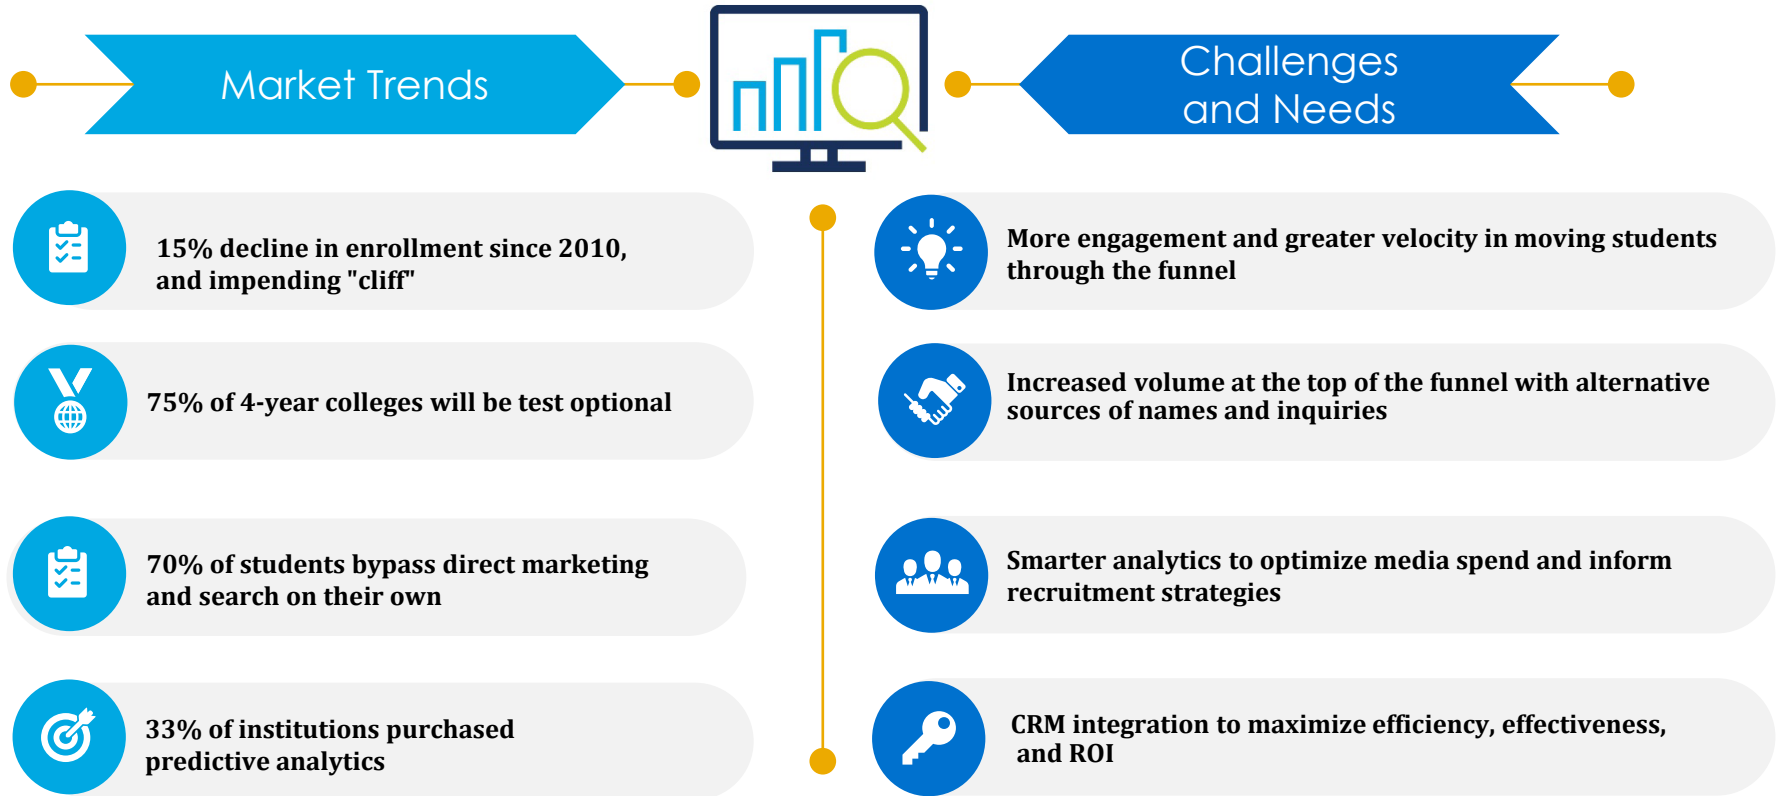 Market Trends
15% decline in enrollment since 2010,
and impending "cliff"
75% of 4-year colleges will be test optional
70% of students bypass direct marketing
and search on their own
33% of institutions purchased
predictive analytics
Challenges
and Needs
More engagement and greater velocity in moving students
through the funnel
Increased volume at the top of the funnel with alternative
sources of names and inquiries
Smarter analytics to optimize media spend and inform
recruitment strategies
CRM integration to maximize efficiency, effectiveness,
and ROI